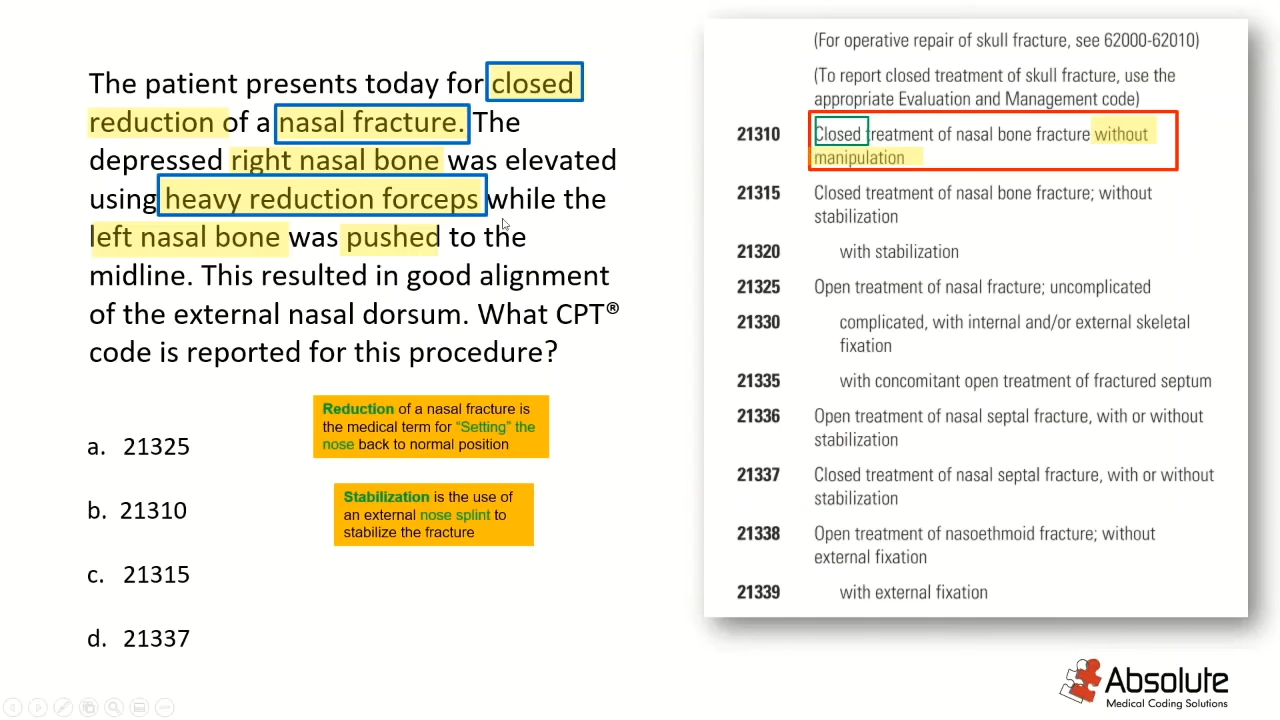 The patient presents today for closed
reduction of a nasal fracture. The
depressed right nasal bone was elevated
using heavy reduction forceps while the
left nasal bone was pushed to the
midline. This resulted in good alignment
of the external nasal dorsum. What CPT®
code is reported for this procedure?
Reduction of a nasal fracture is
the medical term for “Setting” the
nose back to normal position
Stabilization is the use of
an external nose splint to
stabilize the fracture
a. 21325
b. 21310
c. 21315
d. 21337
(For operative repair of skull fracture, see 62000-62010)
(To report closed treatment of skull fracture, use the
appropriate Evaluation and Management code)
21310 Closed treatment of nasal bone fracture without
manipulation
21315 Closed treatment of nasal bone fracture; without
stabilization
21320 with stabilization
21325 Open treatment of nasal fracture; uncomplicated
21330 complicated, with internal and/or external skeletal
fixation
21335 with concomitant open treatment of fractured septum
21336 Open treatment of nasal septal fracture, with or without
stabilization
21337 Closed treatment of nasal septal fracture, with or without
stabilization
21338 Open treatment of nasoethmoid fracture; without
external fixation
21339 with external fixation
Absolute
Medical Coding Solutions